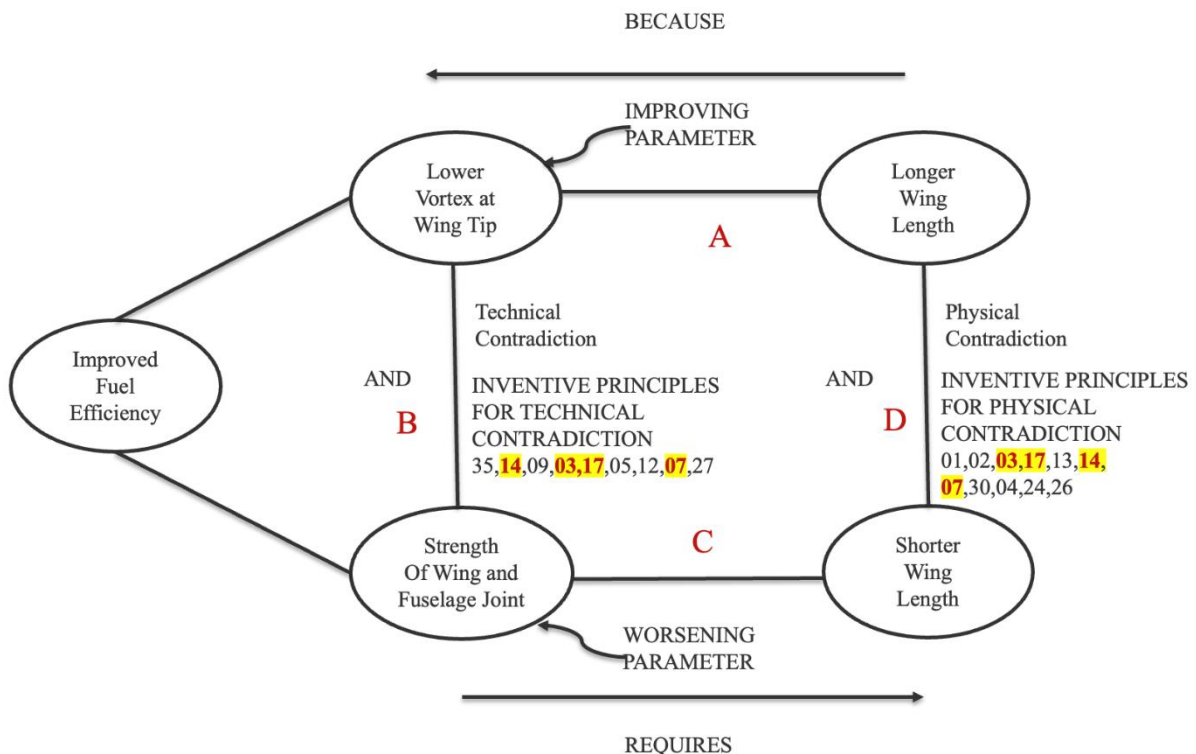 BECAUSE
IMPROVING
PARAMETER
Lower
Vortex at
Wing Tip
Longer
Wing
Length
A
Technical
Contradiction
Physical
Contradiction
Improved
Fuel
Efficiency
AND
B
INVENTIVE PRINCIPLES
FOR TECHNICAL
CONTRADICTION
35,14,09,03,17,05,12,07,27
AND
D
INVENTIVE PRINCIPLES
FOR PHYSICAL
CONTRADICTION
01,02,03,17,13,14,
07,30,04,24,26
C
Strength
Of Wing and
Fuselage Joint
Shorter
Wing
Length
WORSENING
PARAMETER
REQUIRES